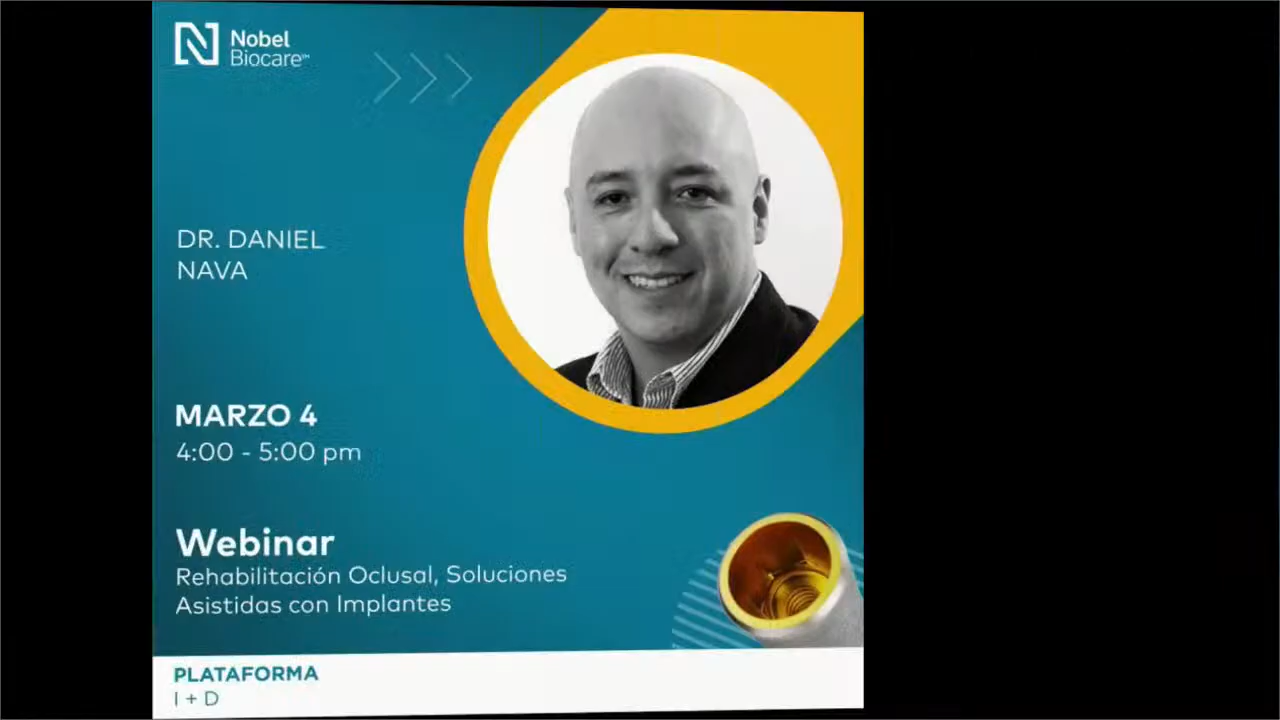 Nobel
Biocare™
DR. DANIEL
NAVA
MARZO 4
4:00 - 5:00 pm
Webinar
Rehabilitación Oclusal, Soluciones
Asistidas con Implantes
PLATAFORMA
I + D